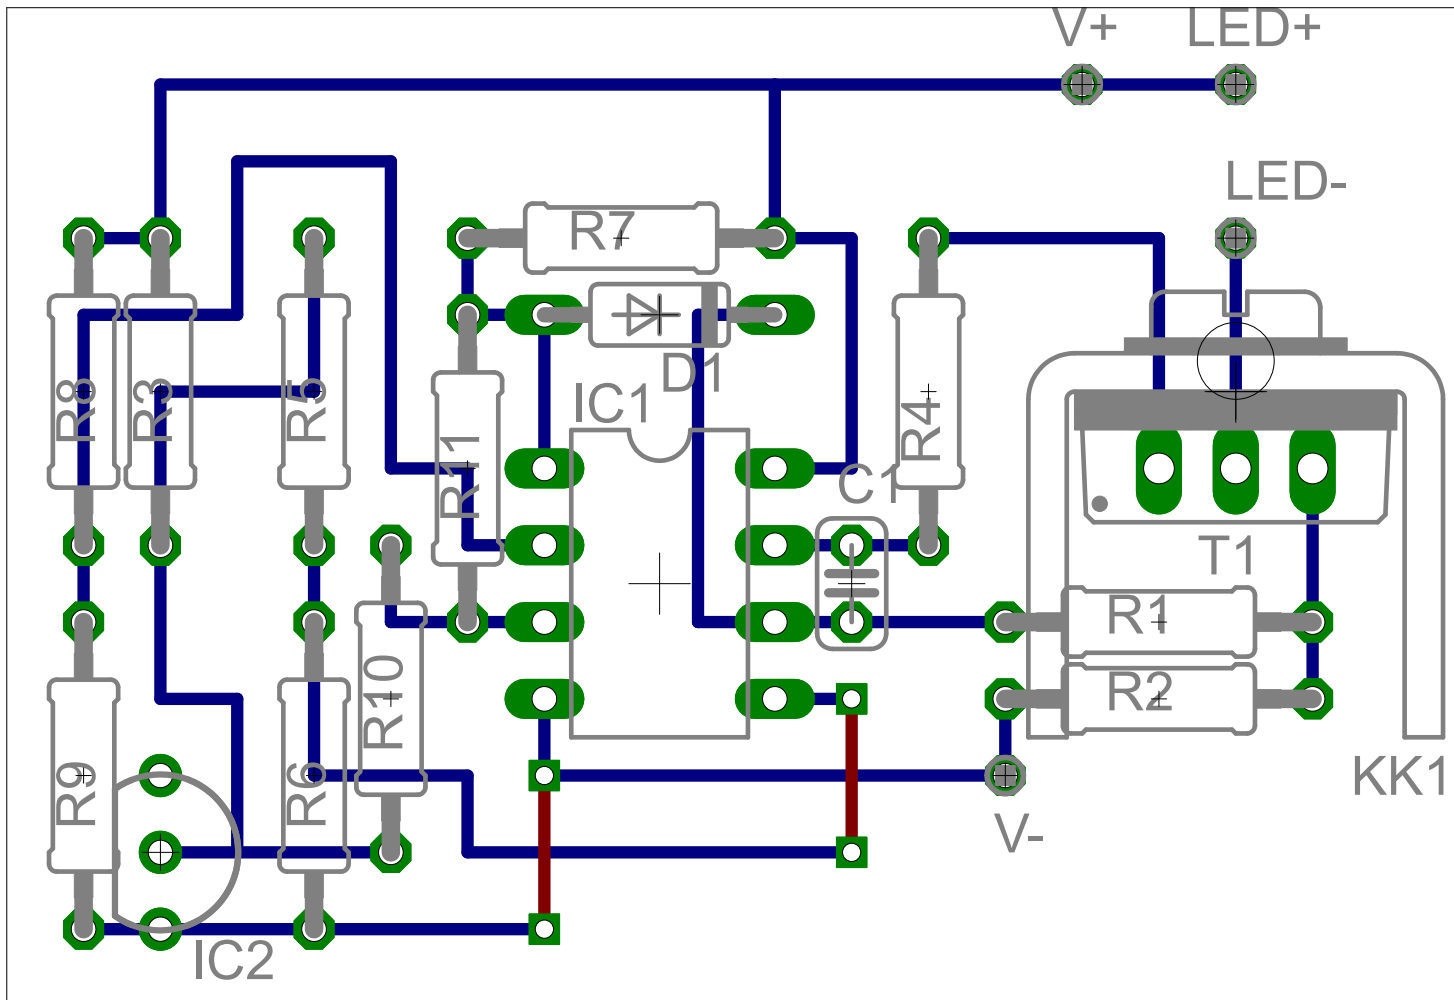 V+ LED+
LED-
R7
D1
R8 R3 R5
IC1
R11
R4
C1
T1
R1
R10
R2
R9
R6
KK1
V-
IC2